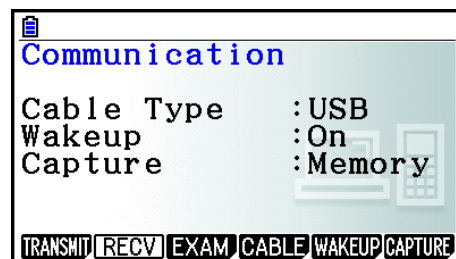 Communication
Cable Type :USB
Wakeup :On
Capture :Memory
TRANSMIT RECV EXAM CABLE WAKEUP CAPTURE